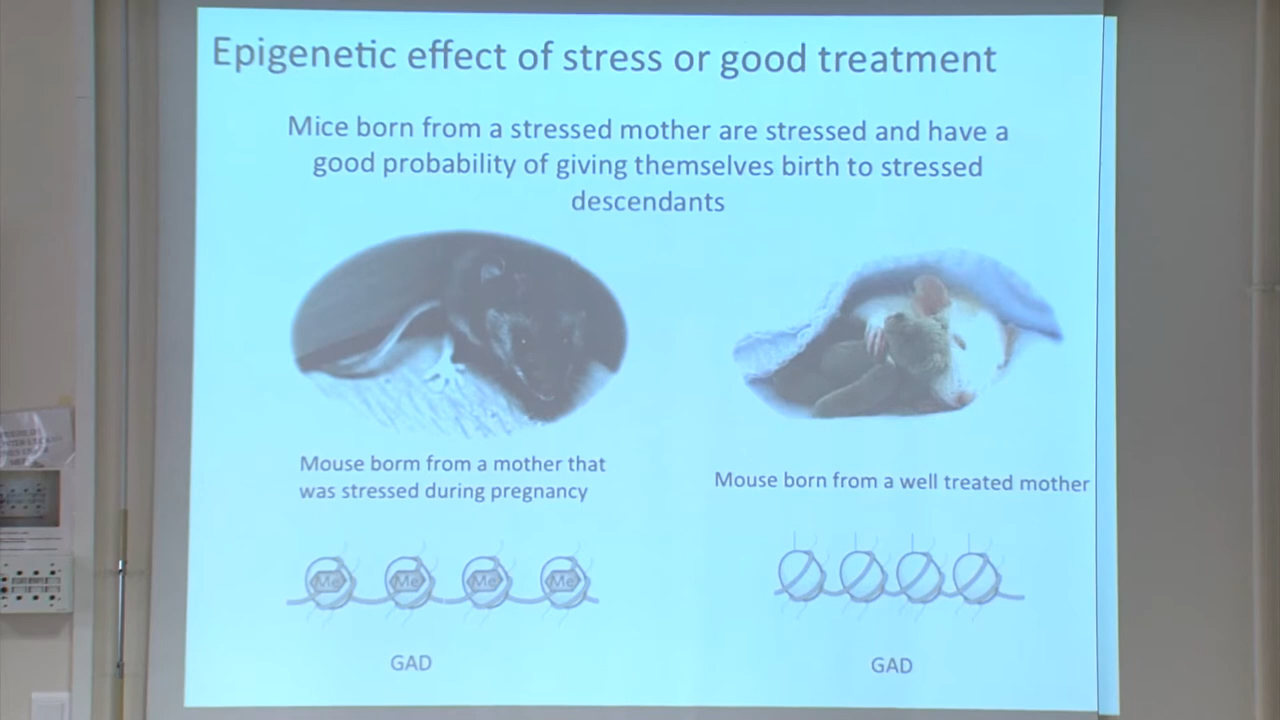 Epigenetic effect of stress or good treatment
Mice born from a stressed mother are stressed and have a
good probability of giving themselves birth to stressed
descendants
Mouse borm from a mother that
was stressed during pregnancy
Mouse born from a well treated mother
Me Me Me Me
GAD
GAD